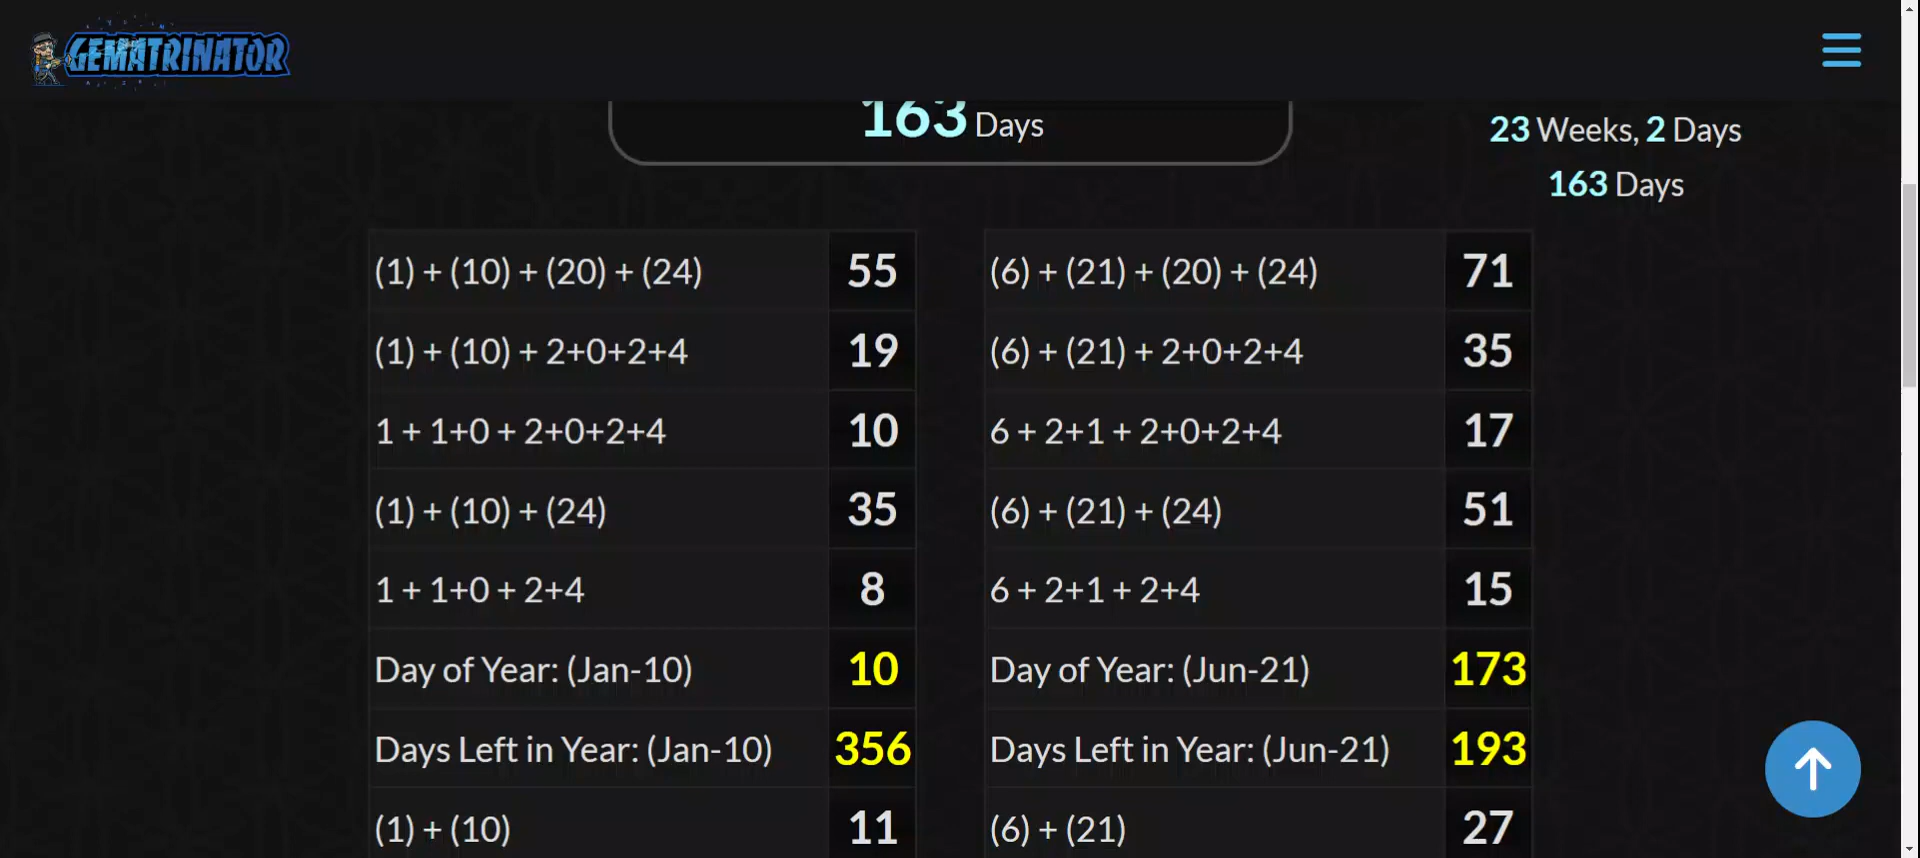 GEMATRINATOR
163 Days
23 Weeks, 2 Days
163 Days
(1) + (10) + (20) + (24) 55
(1) + (10) + 2+0+2+4 19
1 + 1+0 + 2+0+2+4 10
(1) + (10) + (24) 35
1 + 1+0 + 2+4 8
Day of Year: (Jan-10) 10
Days Left in Year: (Jan-10) 356
(1) + (10) 11
(6) + (21) + (20) + (24) 71
(6) + (21) + 2+0+2+4 35
6 + 2+1 + 2+0+2+4 17
(6) + (21) + (24) 51
6 + 2+1 + 2+4 15
Day of Year: (Jun-21) 173
Days Left in Year: (Jun-21) 193
(6) + (21) 27